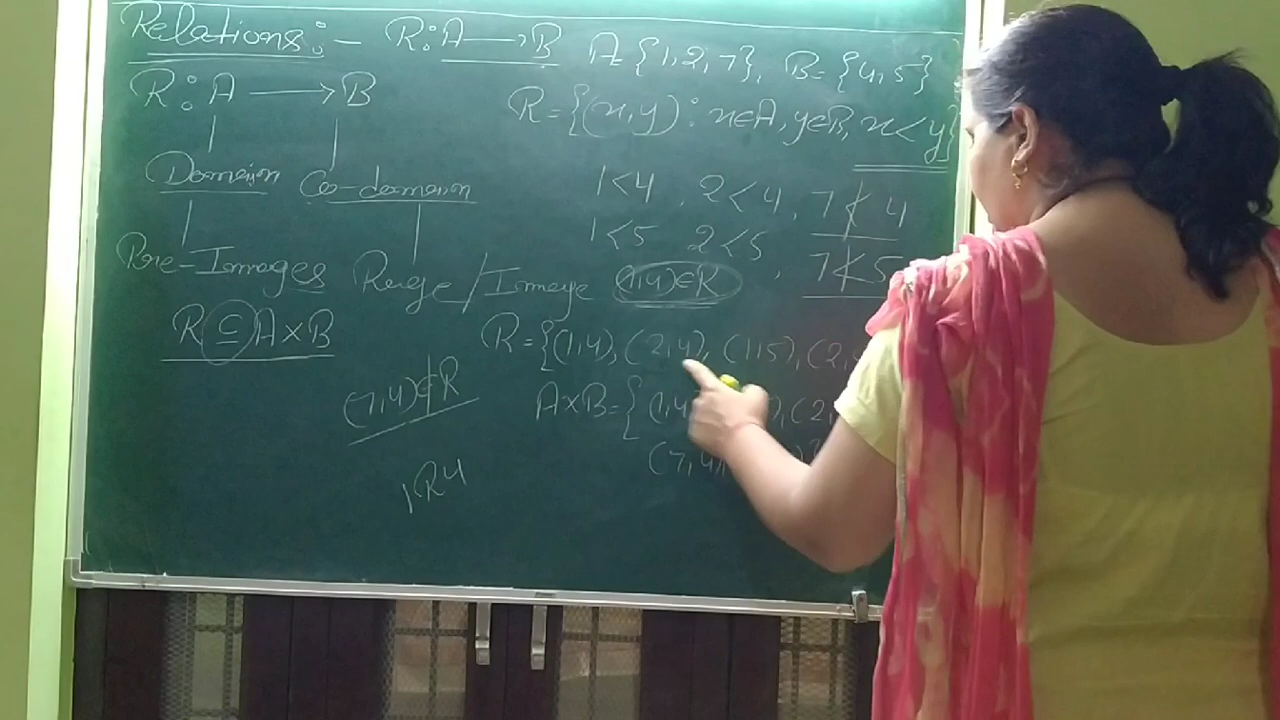 Relations:- R:A→B A={1,2,7}, B={4,5}
R:A→B R={(x,y): x∈A, y∈B, x<y}
Domain Co-domain
1<4, 2<4, 7≮4
1<5 2<5, 7≮5
Pre-Images Range/Image (1,4)∈R
R⊆A×B R={(1,4),(2,4),(1,5),(2,
(7,4)∉R A×B={(1,4 ),(2,
(7,4),
1R4